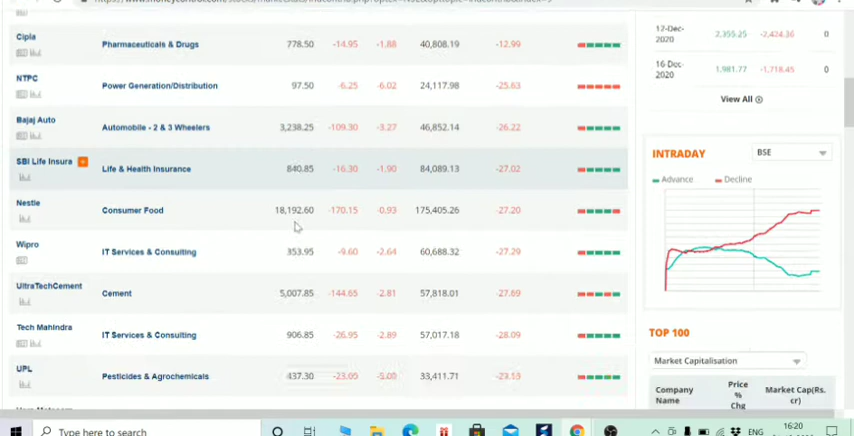 Cipla Pharmaceuticals & Drugs 778.50 -14.95 -1.88 40,808.19 -12.99
NTPC Power Generation/Distribution 97.50 -6.25 -6.02 24,117.98 -25.63
Bajaj Auto Automobile - 2 & 3 Wheelers 3,238.25 -109.30 -3.27 46,852.14 -26.22
SBI Life Insura + Life & Health Insurance 840.85 -16.30 -1.90 84,089.13 -27.02
Nestle Consumer Food 18,192.60 -170.15 -0.93 175,405.26 -27.20
Wipro IT Services & Consulting 353.95 -9.60 -2.64 60,688.32 -27.29
UltraTechCement Cement 5,007.85 -144.65 -2.81 57,818.01 -27.69
Tech Mahindra IT Services & Consulting 906.85 -26.95 -2.89 57,017.18 -28.09
UPL Pesticides & Agrochemicals 437.30 -23.05 -5.00 33,411.71
17-Dec-2020 2,355.25 -2,424.36 0
16 Dec-2020 1,981.77 -1,718.45 0
View All
INTRADAY BSE
Advance Decline
TOP 100
Market Capitalisation
Company Name Price % Chg Market Cap(Rs. cr)
Type here to search
ENG 16:20